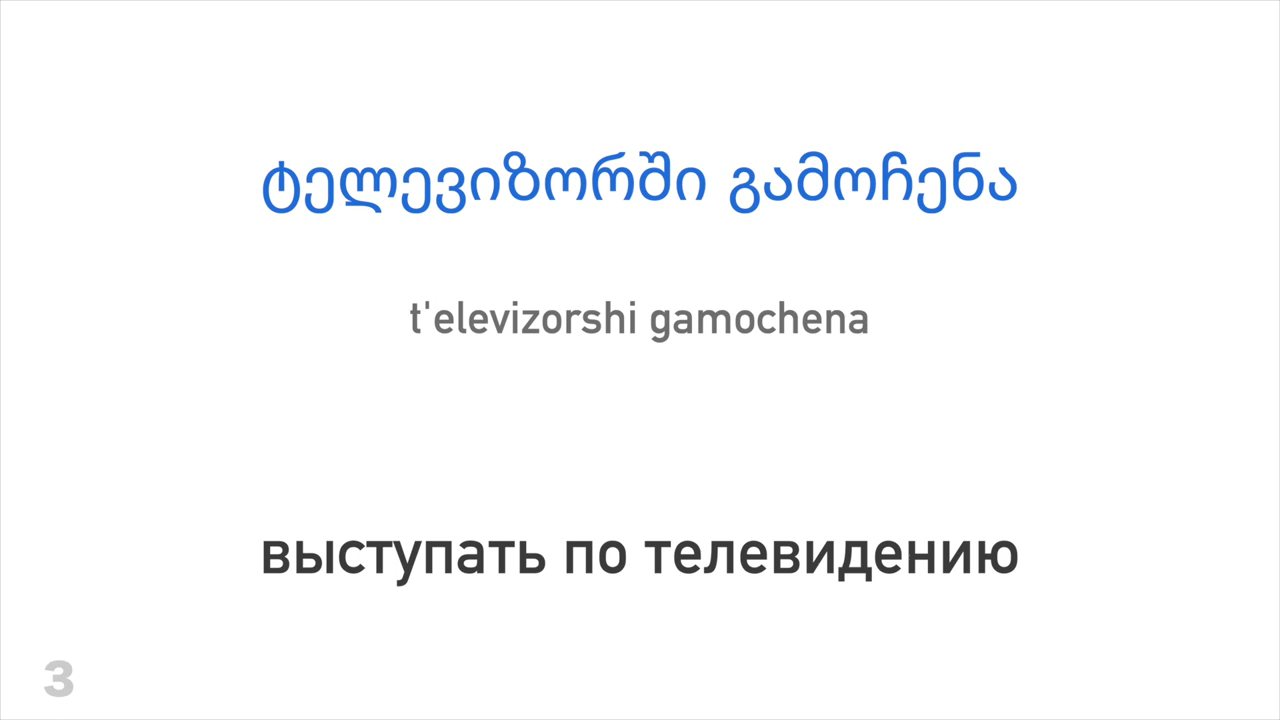 ტელევიზორში გამოჩენა
t'elevizorshi gamochena
выступать по телевидению
3